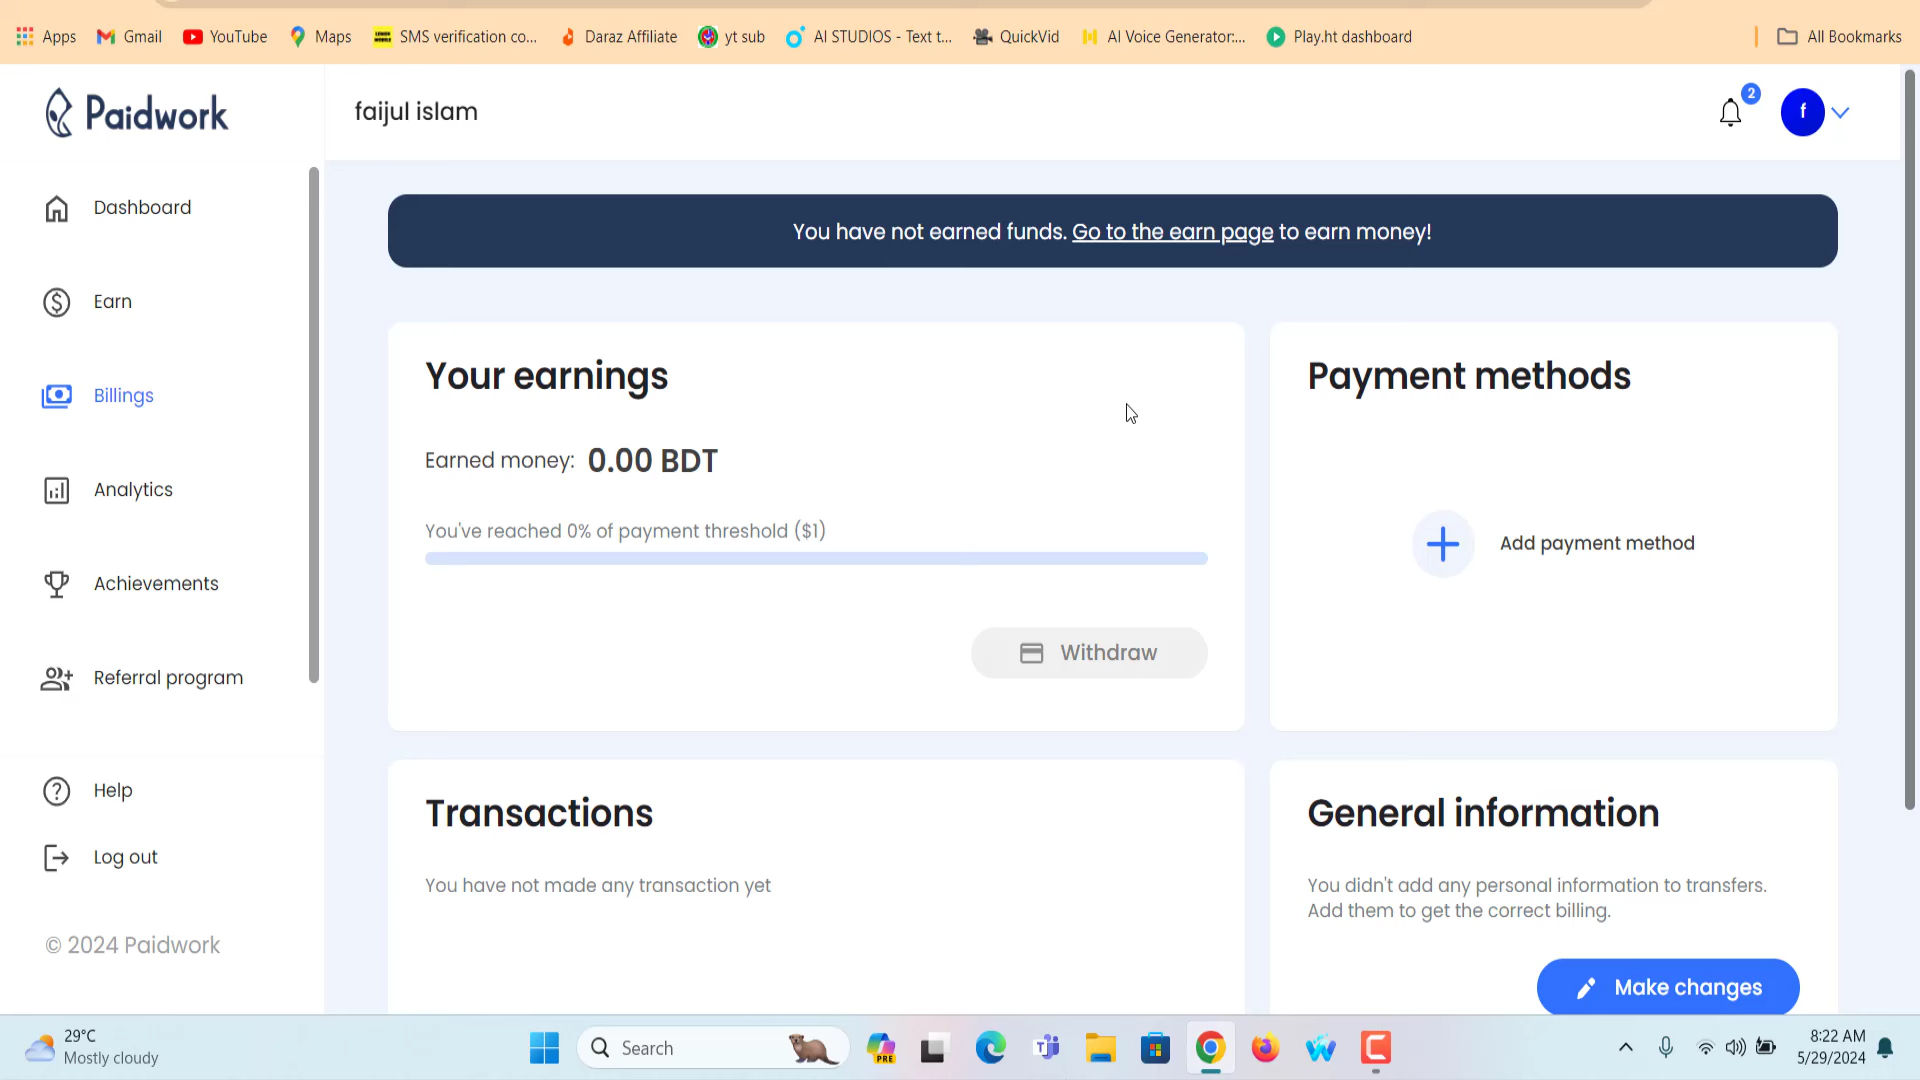 Apps
Gmail
YouTube
Maps
SMS verification co...
Daraz Affiliate
yt sub
AI STUDIOS - Text t...
QuickVid
AI Voice Generator:...
Play.ht dashboard
All Bookmarks
Paidwork
faijul islam
2
f
Dashboard
Earn
Billings
Analytics
Achievements
Referral program
Help
Log out
© 2024 Paidwork
You have not earned funds. Go to the earn page to earn money!
Your earnings
Earned money: 0.00 BDT
You've reached 0% of payment threshold ($1)
Withdraw
Payment methods
Add payment method
Transactions
You have not made any transaction yet
General information
You didn't add any personal information to transfers.
Add them to get the correct billing.
Make changes
29°C
Mostly cloudy
Search
PRE
8:22 AM
5/29/2024